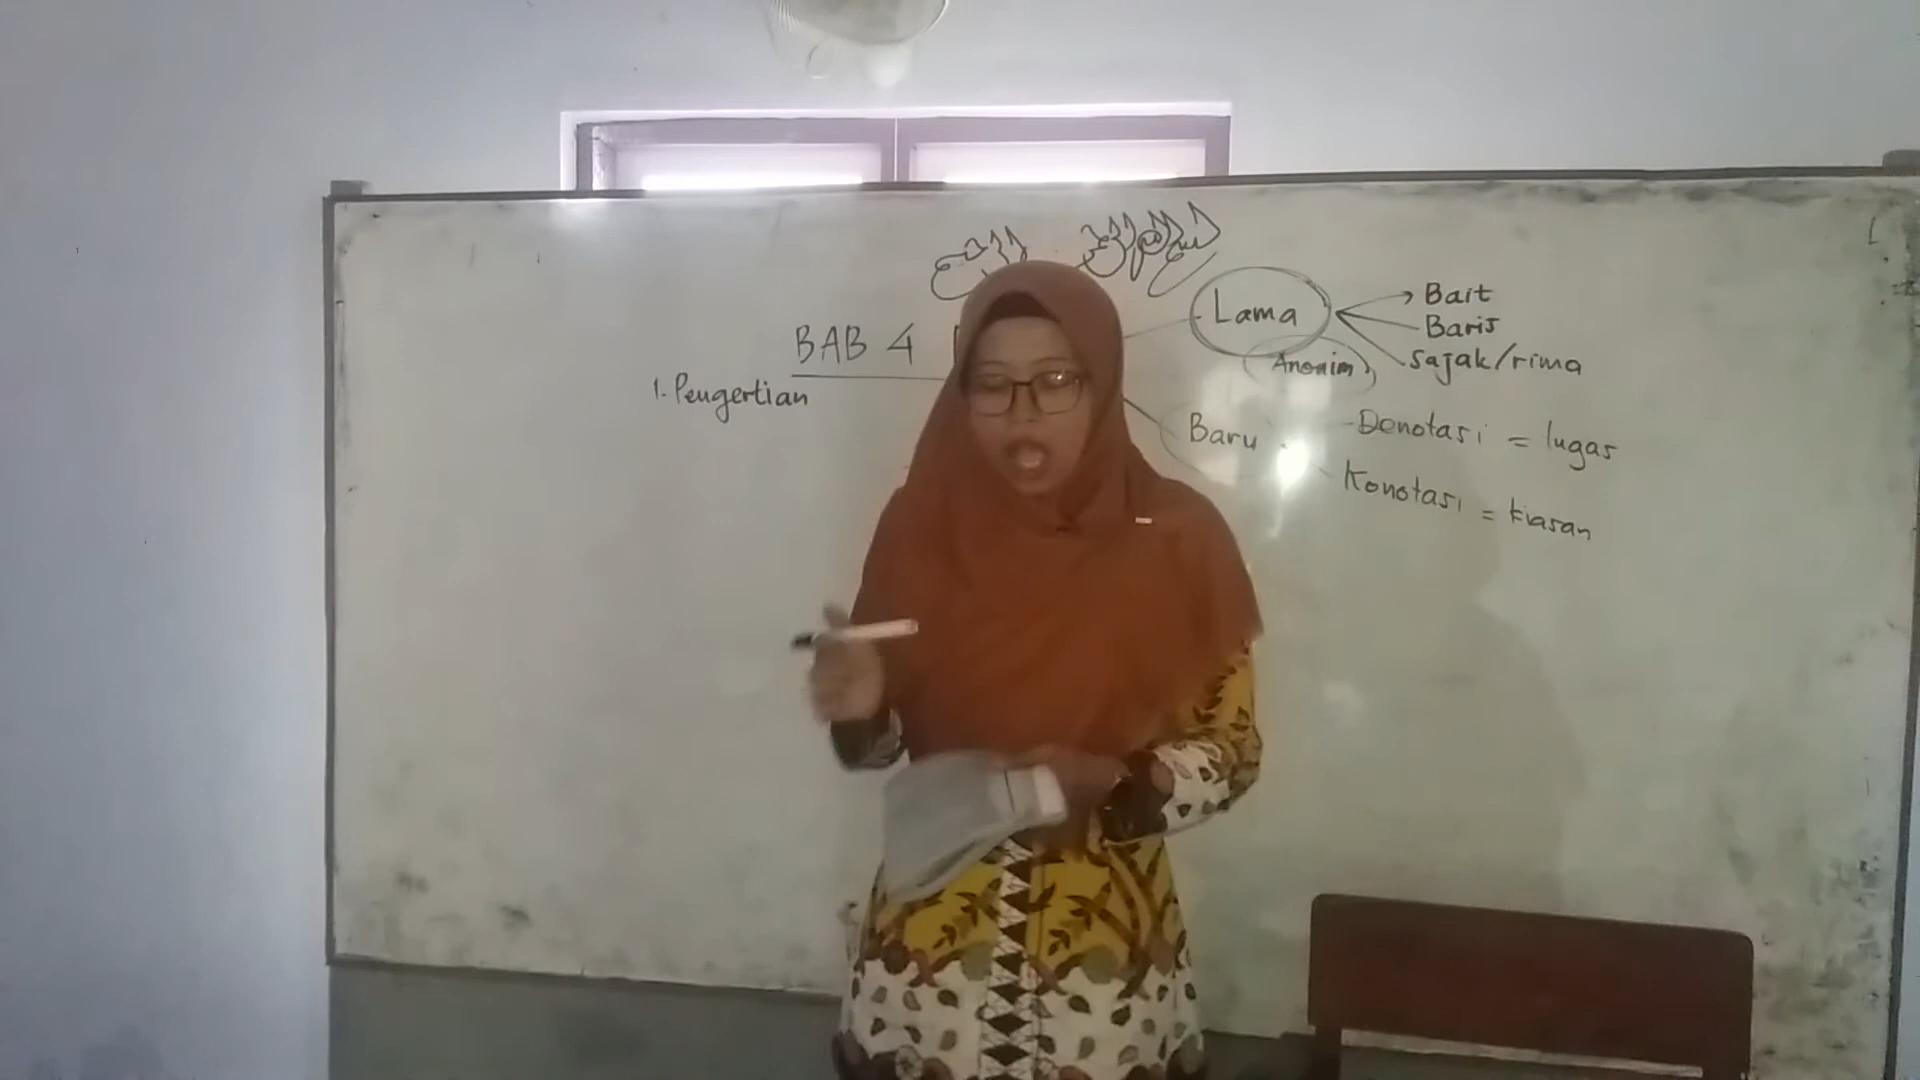 BAB 4
1. Pengertian
Lama
Bait
Baris
Sajak/rima
Anonim
Baru
Denotasi = lugas
Konotasi = kiasan